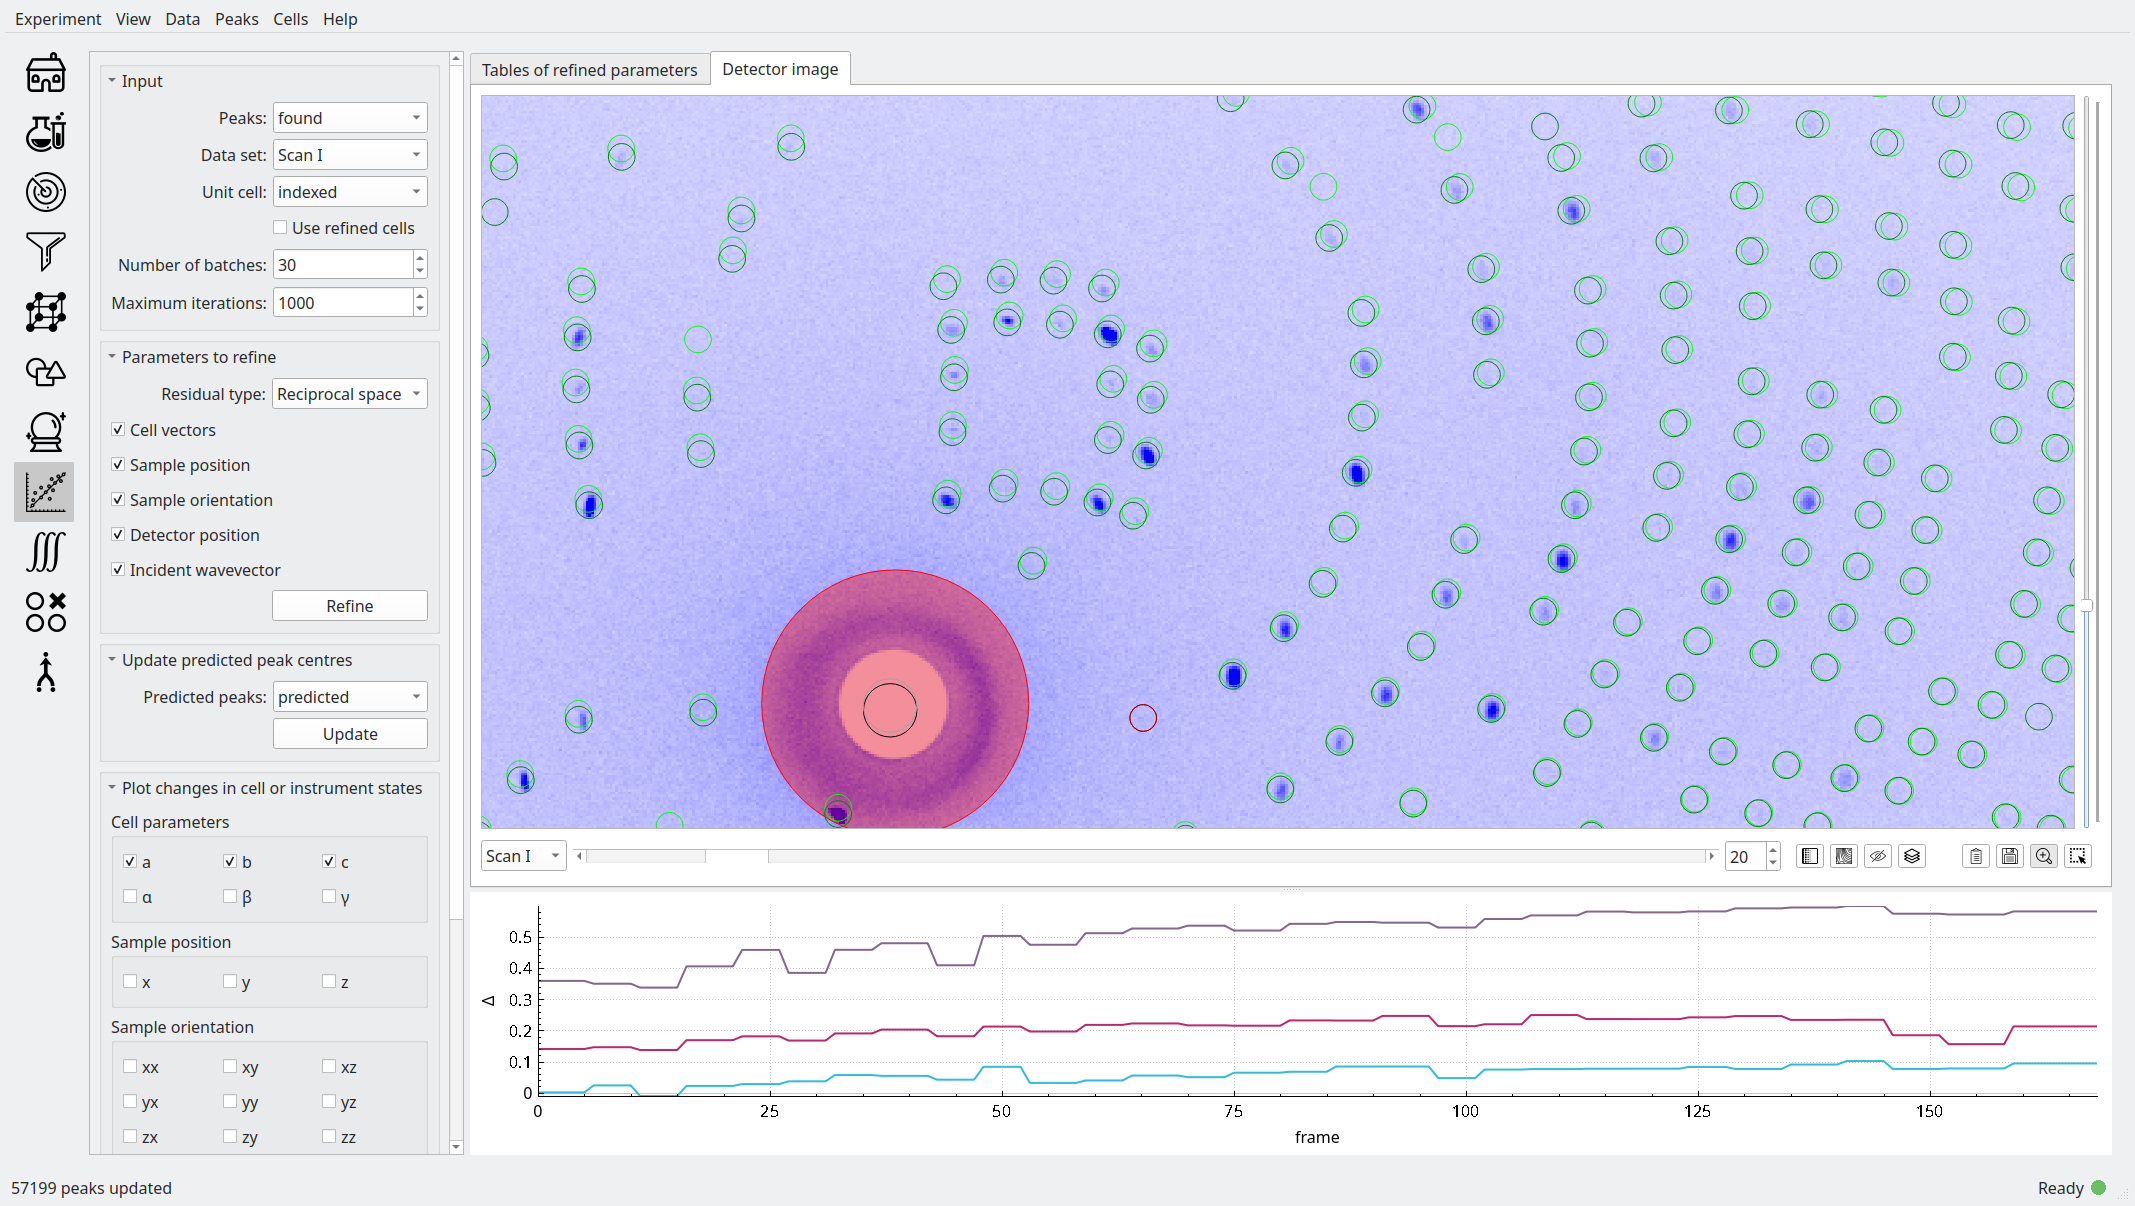 Experiment View Data Peaks Cells Help
Input
Peaks: found
Data set: Scan I
Unit cell: indexed
Use refined cells
Number of batches: 30
Maximum iterations: 1000
Parameters to refine
Residual type: Reciprocal space
Cell vectors
Sample position
Sample orientation
Detector position
Incident wavevector
Refine
Update predicted peak centres
Predicted peaks: predicted
Update
Plot changes in cell or instrument states
Cell parameters
a b c
α β γ
Sample position
x y z
Sample orientation
xx xy xz
yx yy yz
zx zy zz
Tables of refined parameters Detector image
Scan I 20
Δ
0.5
0.4
0.3
0.2
0.1
0
0 25 50 75 100 125 150
frame
57199 peaks updated Ready